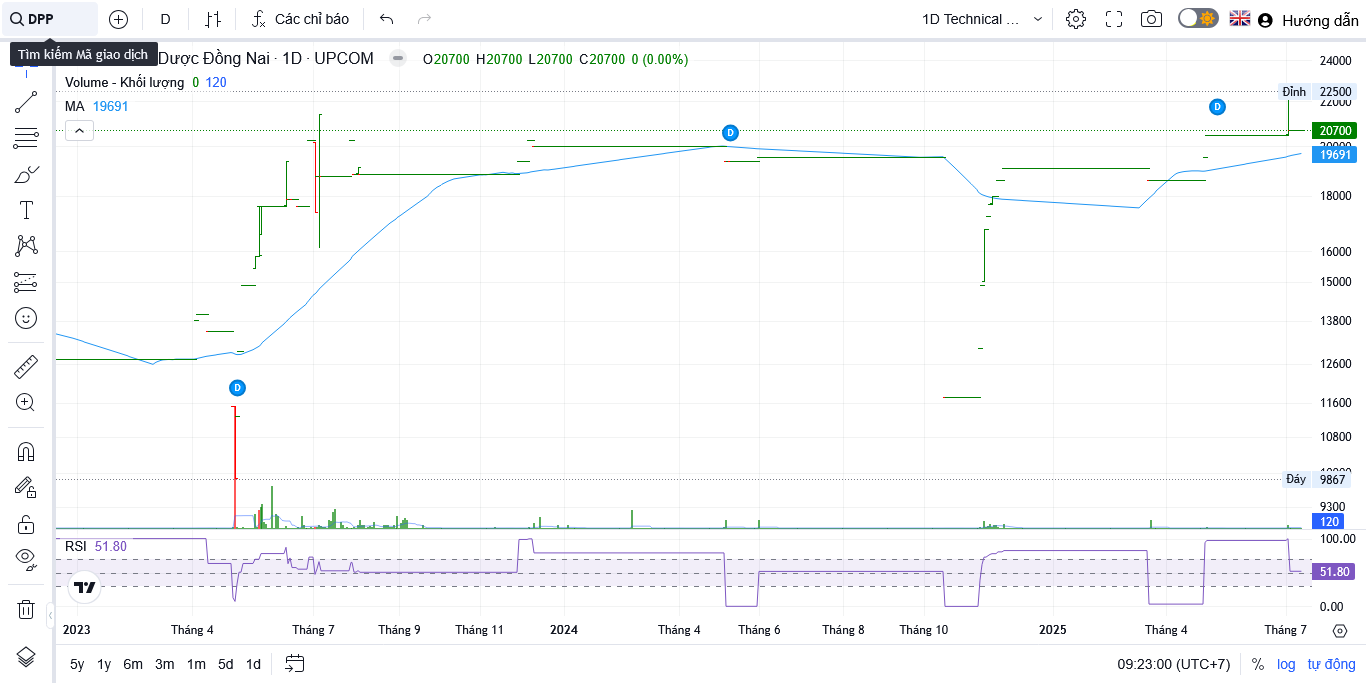 DPP
D
Các chỉ báo
1D Technical ...
Hướng dẫn
Tìm kiếm Mã giao dịch
Dược Đồng Nai · 1D · UPCOM
O20700 H20700 L20700 C20700 0 (0.00%)
Volume - Khối lượng 0 120
MA 19691
D
D
D
24000
Đỉnh 22500
22000
20700
19691
18000
16000
15000
13800
12600
11600
10800
Đáy 9867
9300
120
RSI 51.80
100.00
51.80
0.00
2023 Tháng 4 Tháng 7 Tháng 9 Tháng 11 2024 Tháng 4 Tháng 6 Tháng 8 Tháng 10 2025 Tháng 4 Tháng 7
5y 1y 6m 3m 1m 5d 1d
09:23:00 (UTC+7) % log tự động